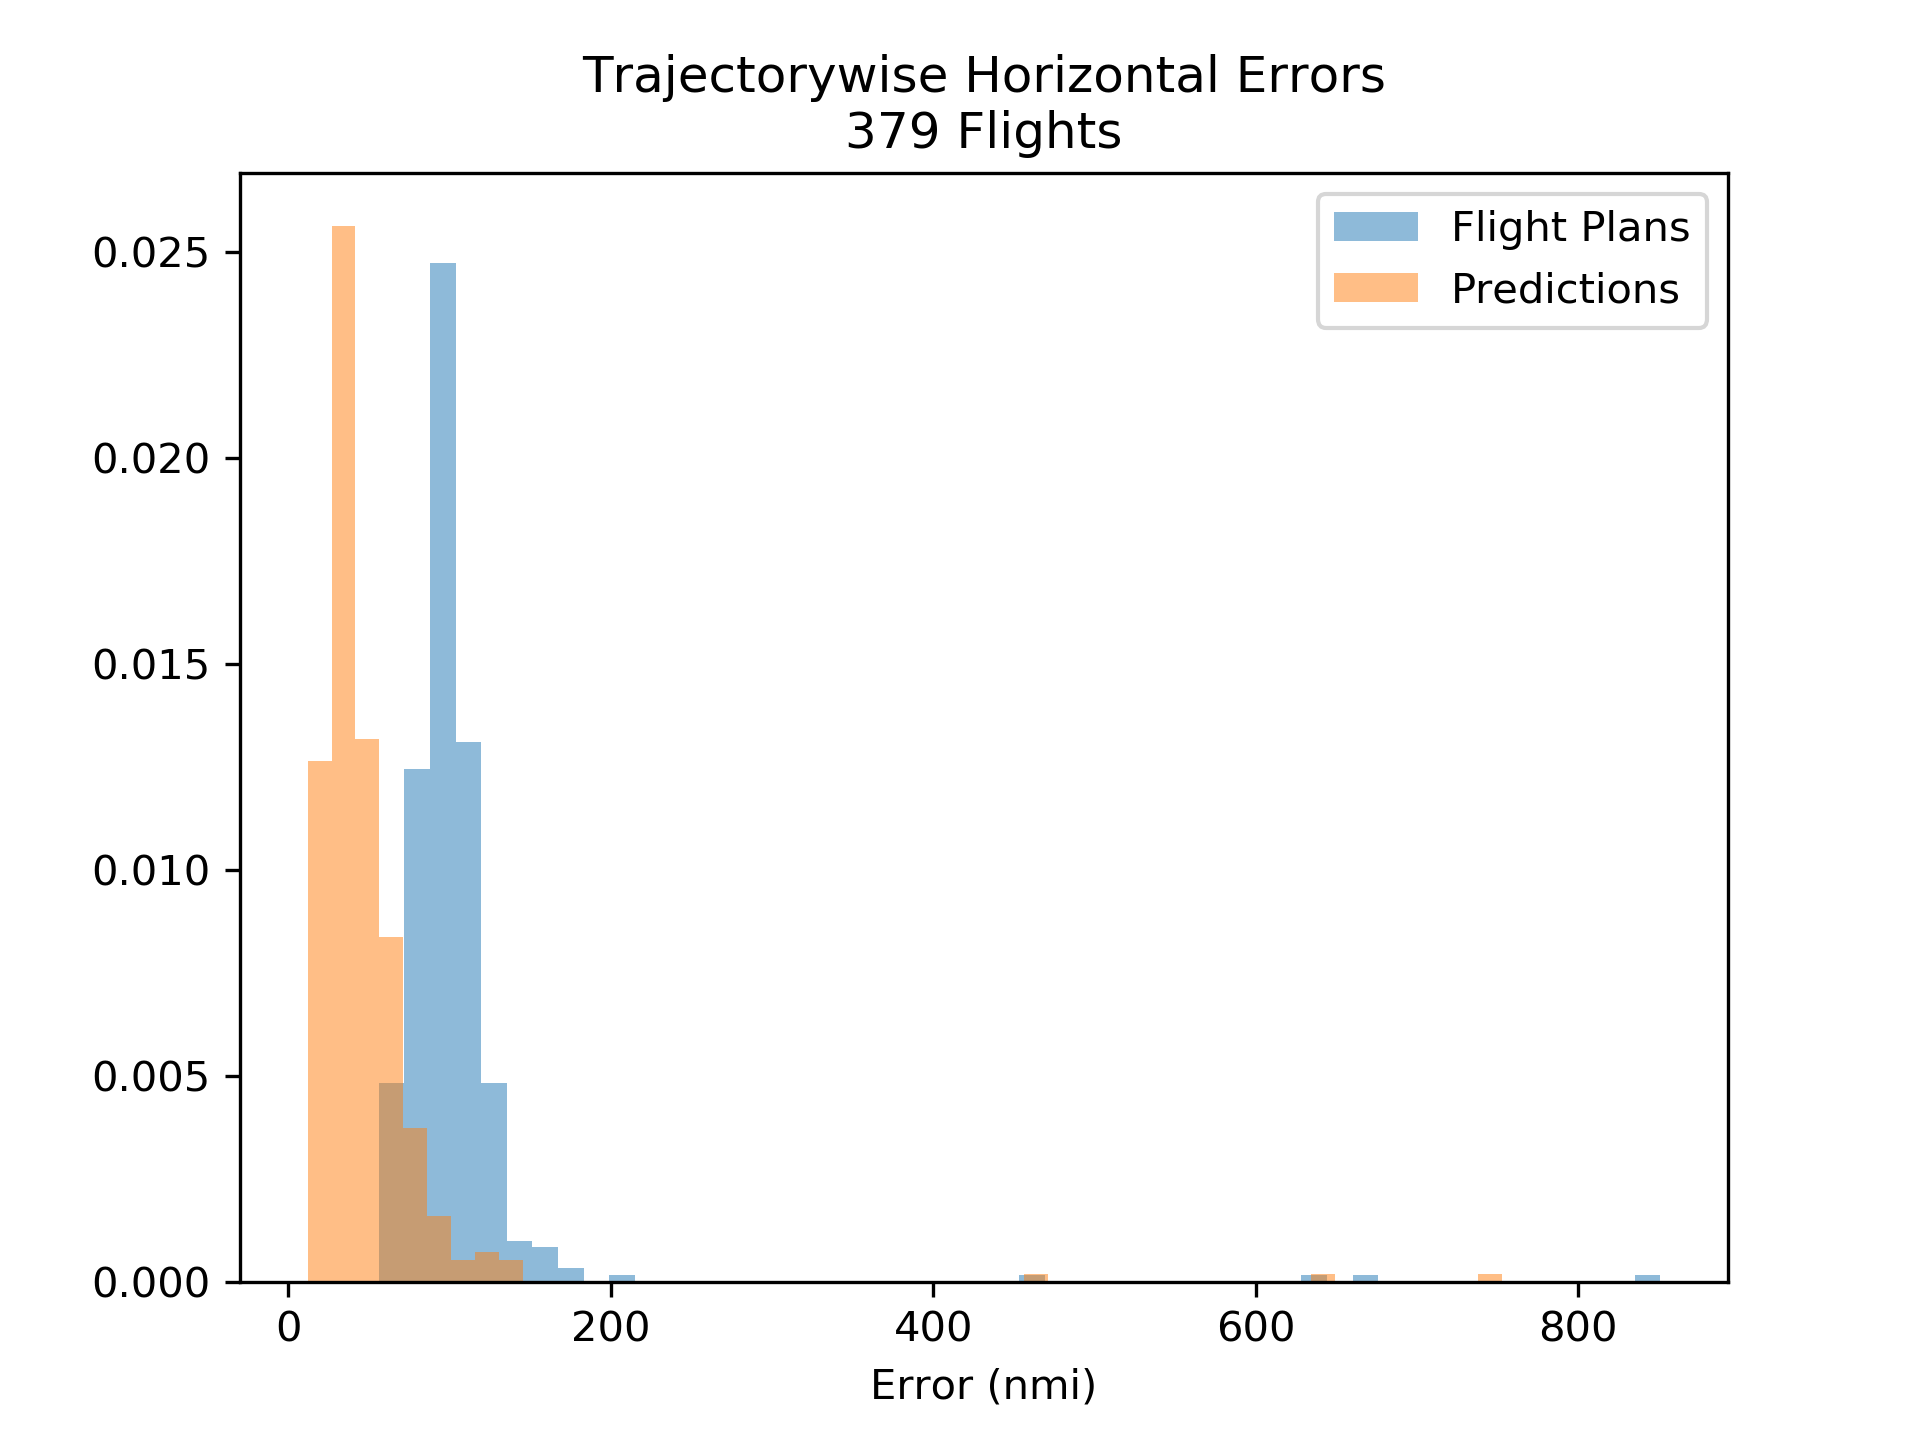 Trajectorywise Horizontal Errors
379 Flights
Flight Plans
Predictions
0.025
0.020
0.015
0.010
0.005
0.000
0 200 400 600 800
Error (nmi)